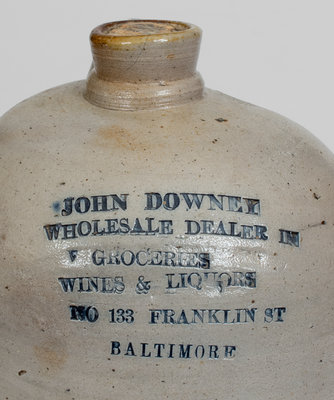 JOHN DOWNEY
WHOLESALE DEALER IN
GROCERIES
WINES & LIQUORS
NO 133 FRANKLIN ST
BALTIMORE